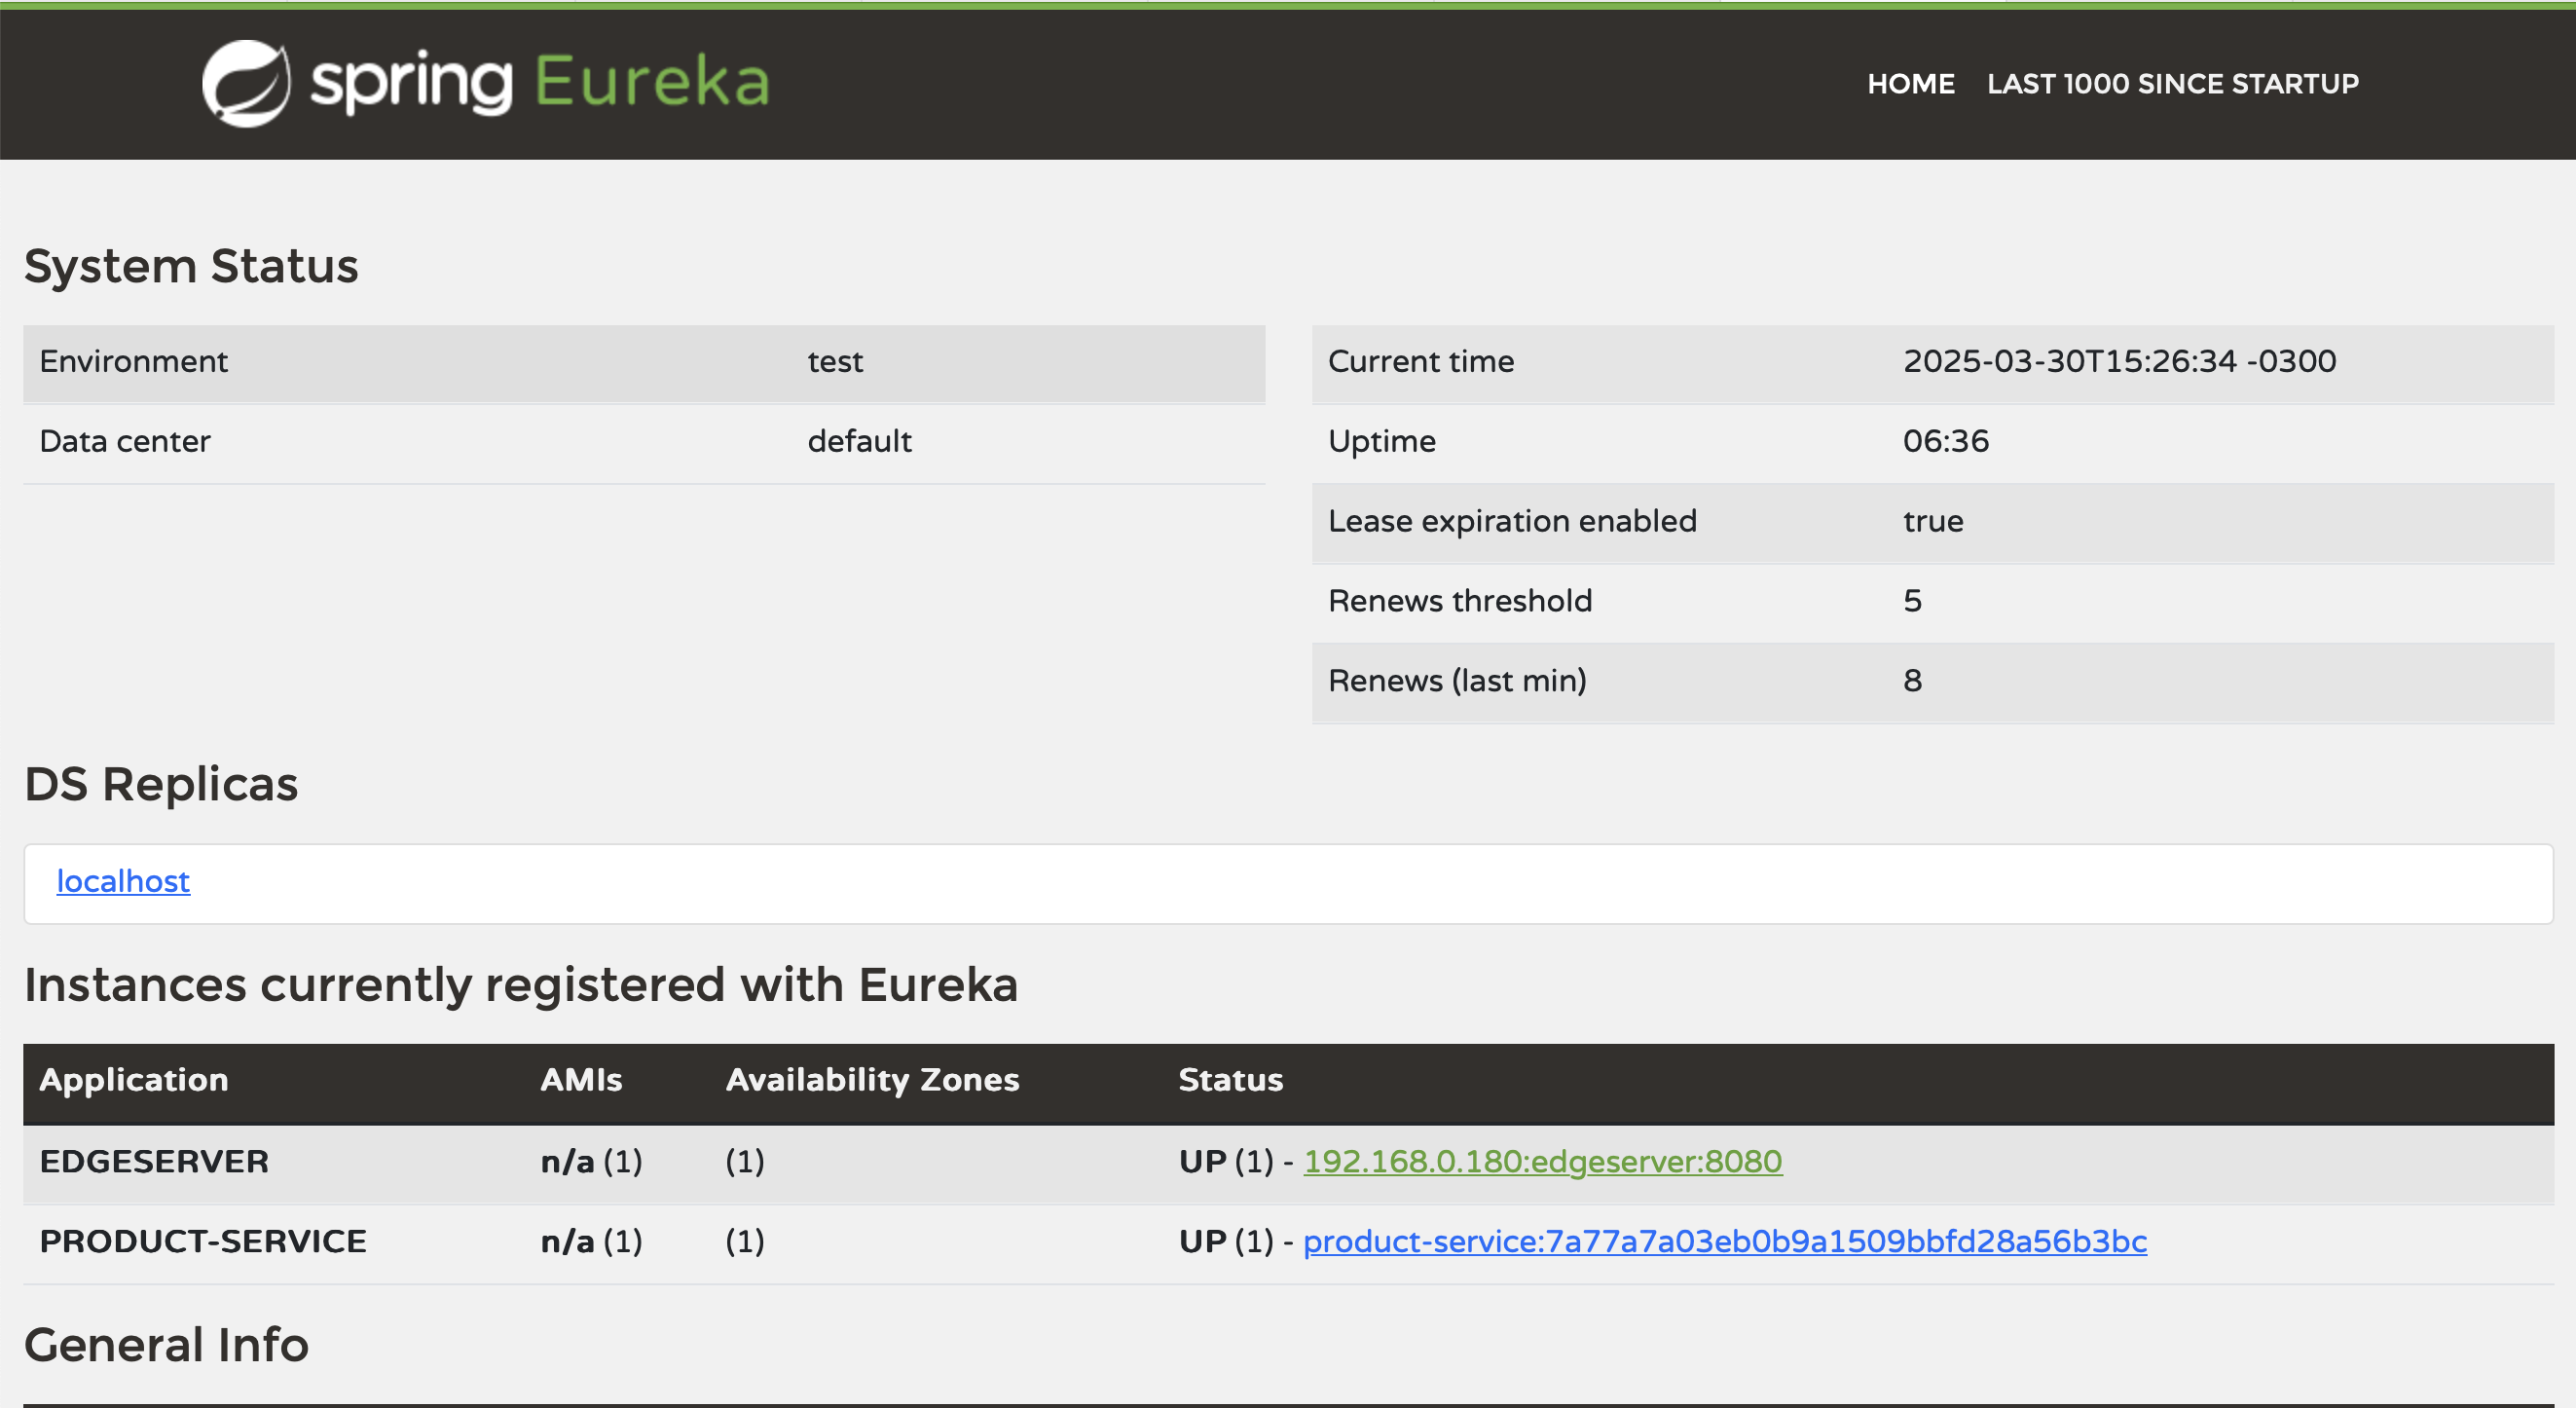 spring Eureka
HOME LAST 1000 SINCE STARTUP
System Status
Environment test
Data center default
Current time 2025-03-30T15:26:34 -0300
Uptime 06:36
Lease expiration enabled true
Renews threshold 5
Renews (last min) 8
DS Replicas
localhost
Instances currently registered with Eureka
Application AMIs Availability Zones Status
EDGESERVER n/a (1) (1) UP (1) - 192.168.0.180:edgeserver:8080
PRODUCT-SERVICE n/a (1) (1) UP (1) - product-service:7a77a7a03eb0b9a1509bbfd28a56b3bc
General Info